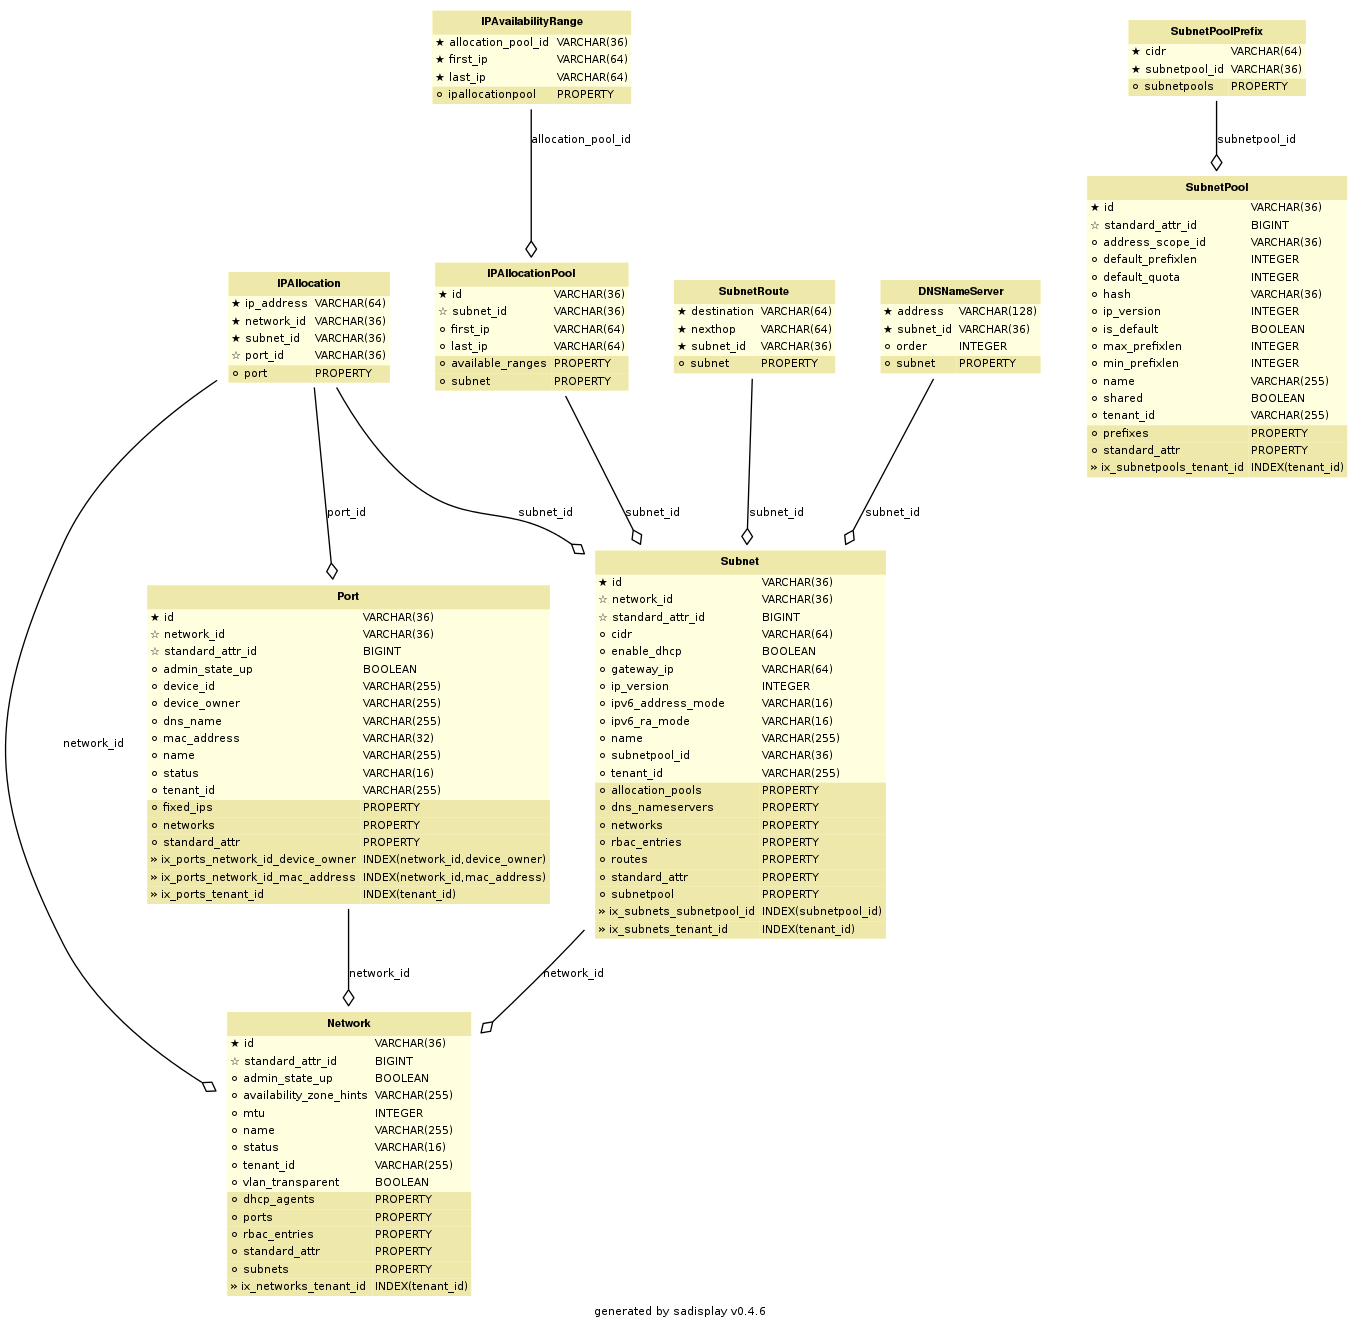 IPAvailabilityRange
★ allocation_pool_id VARCHAR(36)
★ first_ip VARCHAR(64)
★ last_ip VARCHAR(64)
⚬ ipallocationpool PROPERTY
SubnetPoolPrefix
★ cidr VARCHAR(64)
★ subnetpool_id VARCHAR(36)
⚬ subnetpools PROPERTY
allocation_pool_id
subnetpool_id
SubnetPool
★ id VARCHAR(36)
☆ standard_attr_id BIGINT
⚬ address_scope_id VARCHAR(36)
⚬ default_prefixlen INTEGER
⚬ default_quota INTEGER
⚬ hash VARCHAR(36)
⚬ ip_version INTEGER
⚬ is_default BOOLEAN
⚬ max_prefixlen INTEGER
⚬ min_prefixlen INTEGER
⚬ name VARCHAR(255)
⚬ shared BOOLEAN
⚬ tenant_id VARCHAR(255)
⚬ prefixes PROPERTY
⚬ standard_attr PROPERTY
» ix_subnetpools_tenant_id INDEX(tenant_id)
IPAllocation
★ ip_address VARCHAR(64)
★ network_id VARCHAR(36)
★ subnet_id VARCHAR(36)
☆ port_id VARCHAR(36)
⚬ port PROPERTY
IPAllocationPool
★ id VARCHAR(36)
☆ subnet_id VARCHAR(36)
⚬ first_ip VARCHAR(64)
⚬ last_ip VARCHAR(64)
⚬ available_ranges PROPERTY
⚬ subnet PROPERTY
SubnetRoute
★ destination VARCHAR(64)
★ nexthop VARCHAR(64)
★ subnet_id VARCHAR(36)
⚬ subnet PROPERTY
DNSNameServer
★ address VARCHAR(128)
★ subnet_id VARCHAR(36)
⚬ order INTEGER
⚬ subnet PROPERTY
port_id
subnet_id
subnet_id
subnet_id
subnet_id
Port
★ id VARCHAR(36)
☆ network_id VARCHAR(36)
☆ standard_attr_id BIGINT
⚬ admin_state_up BOOLEAN
⚬ device_id VARCHAR(255)
⚬ device_owner VARCHAR(255)
⚬ dns_name VARCHAR(255)
⚬ mac_address VARCHAR(32)
⚬ name VARCHAR(255)
⚬ status VARCHAR(16)
⚬ tenant_id VARCHAR(255)
⚬ fixed_ips PROPERTY
⚬ networks PROPERTY
⚬ standard_attr PROPERTY
» ix_ports_network_id_device_owner INDEX(network_id,device_owner)
» ix_ports_network_id_mac_address INDEX(network_id,mac_address)
» ix_ports_tenant_id INDEX(tenant_id)
Subnet
★ id VARCHAR(36)
☆ network_id VARCHAR(36)
☆ standard_attr_id BIGINT
⚬ cidr VARCHAR(64)
⚬ enable_dhcp BOOLEAN
⚬ gateway_ip VARCHAR(64)
⚬ ip_version INTEGER
⚬ ipv6_address_mode VARCHAR(16)
⚬ ipv6_ra_mode VARCHAR(16)
⚬ name VARCHAR(255)
⚬ subnetpool_id VARCHAR(36)
⚬ tenant_id VARCHAR(255)
⚬ allocation_pools PROPERTY
⚬ dns_nameservers PROPERTY
⚬ networks PROPERTY
⚬ rbac_entries PROPERTY
⚬ routes PROPERTY
⚬ standard_attr PROPERTY
⚬ subnetpool PROPERTY
» ix_subnets_subnetpool_id INDEX(subnetpool_id)
» ix_subnets_tenant_id INDEX(tenant_id)
network_id
network_id
network_id
Network
★ id VARCHAR(36)
☆ standard_attr_id BIGINT
⚬ admin_state_up BOOLEAN
⚬ availability_zone_hints VARCHAR(255)
⚬ mtu INTEGER
⚬ name VARCHAR(255)
⚬ status VARCHAR(16)
⚬ tenant_id VARCHAR(255)
⚬ vlan_transparent BOOLEAN
⚬ dhcp_agents PROPERTY
⚬ ports PROPERTY
⚬ rbac_entries PROPERTY
⚬ standard_attr PROPERTY
⚬ subnets PROPERTY
» ix_networks_tenant_id INDEX(tenant_id)
generated by sadisplay v0.4.6